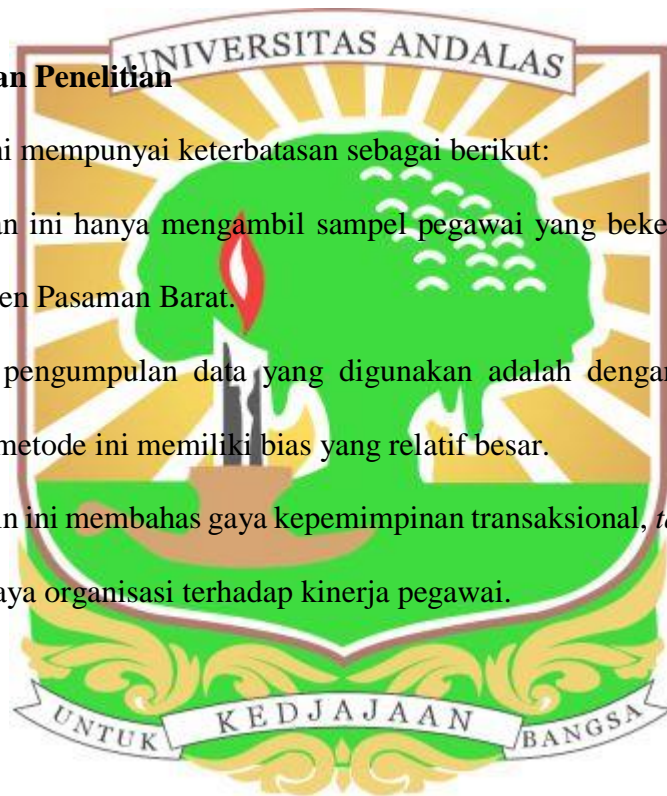 UNIVERSITAS ANDALAS
an Penelitian
ni mempunyai keterbatasan sebagai berikut:
an ini hanya mengambil sampel pegawai yang beke
en Pasaman Barat.
pengumpulan data yang digunakan adalah dengan
metode ini memiliki bias yang relatif besar.
n ini membahas gaya kepemimpinan transaksional,
aya organisasi terhadap kinerja pegawai.
UNTUK KEDJAJAAN BANGSA